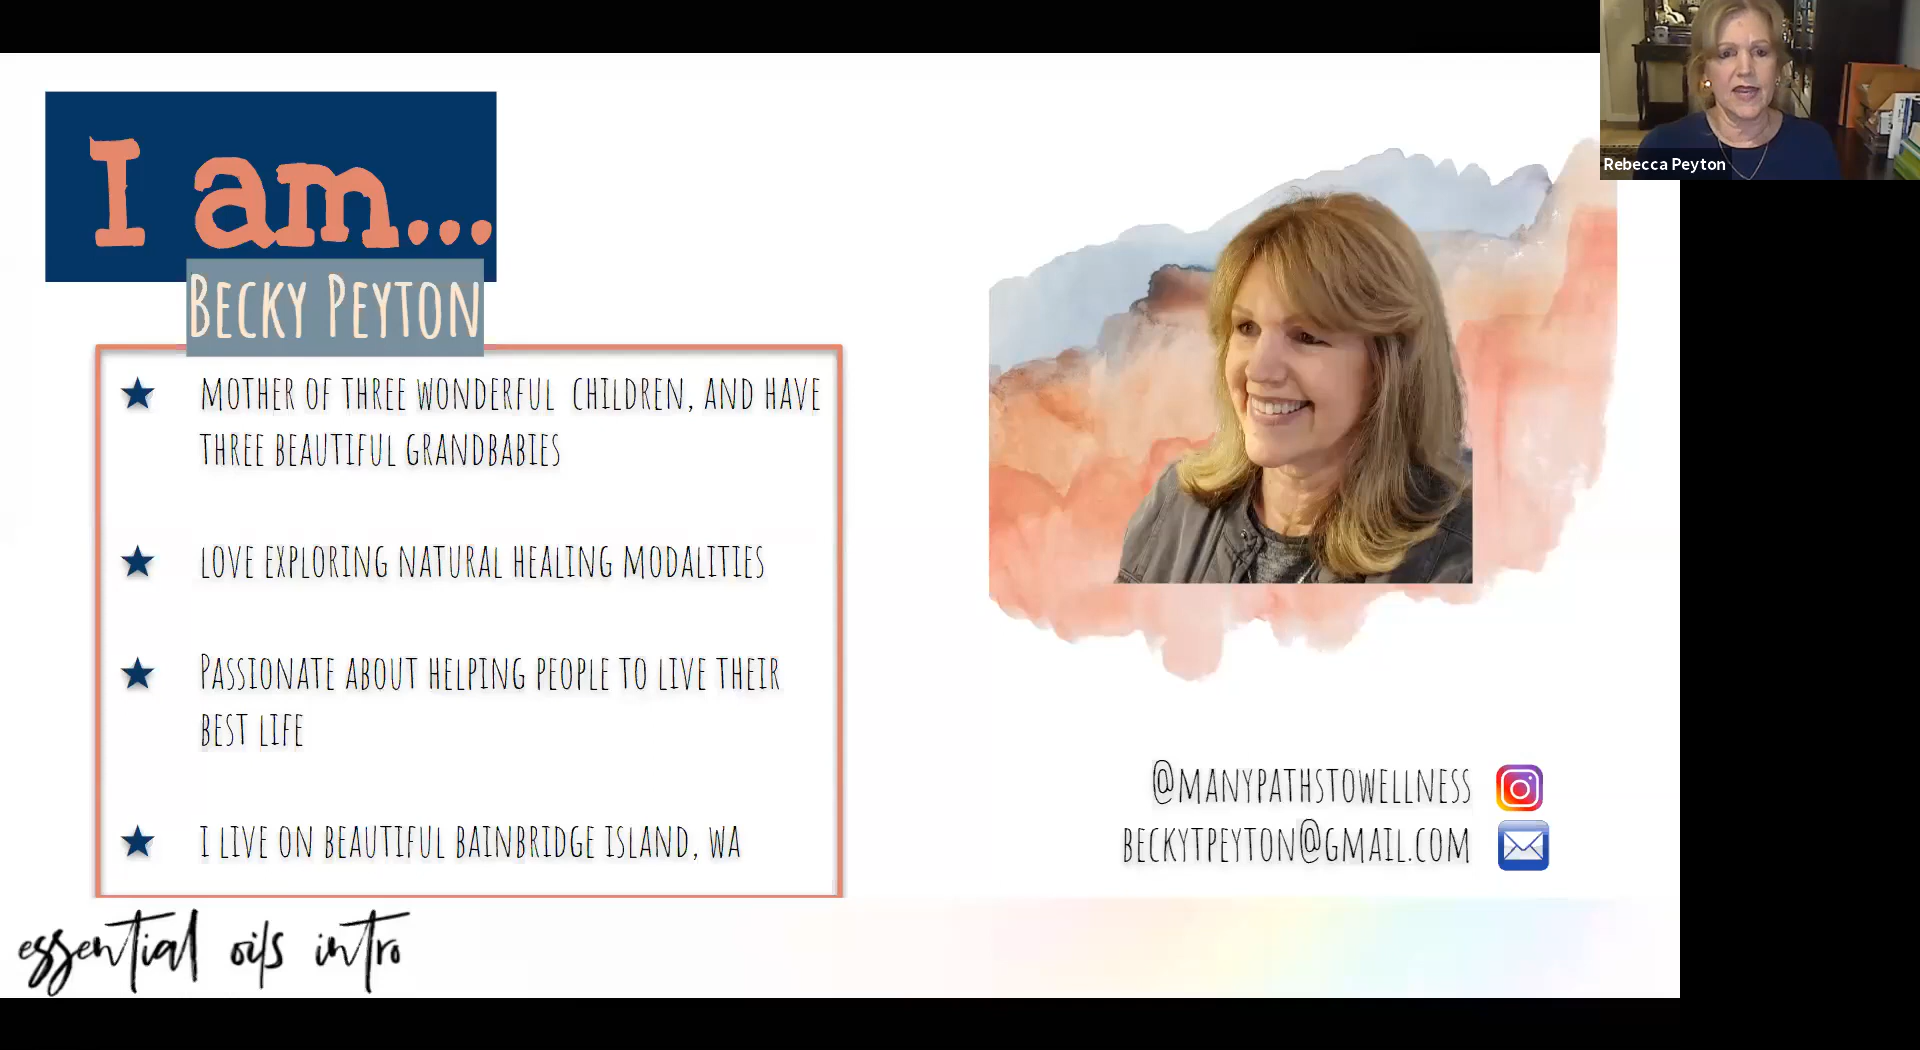 I am...
BECKY PEYTON
MOTHER OF THREE WONDERFUL CHILDREN, AND HAVE
THREE BEAUTIFUL GRANDBABIES
LOVE EXPLORING NATURAL HEALING MODALITIES
PASSIONATE ABOUT HELPING PEOPLE TO LIVE THEIR
BEST LIFE
I LIVE ON BEAUTIFUL BAINBRIDGE ISLAND, WA
@MANYPATHSTOWELLNESS
BECKYTPEYTON@GMAIL.COM
essential oils intro
Rebecca Peyton